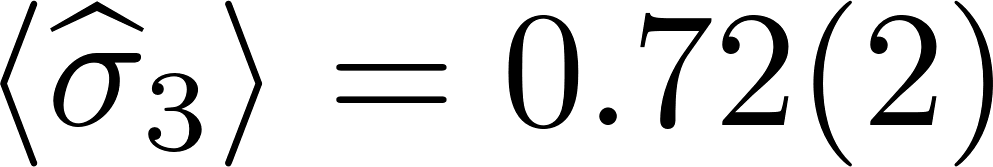 ⟨σ̂₃⟩ = 0.72(2)